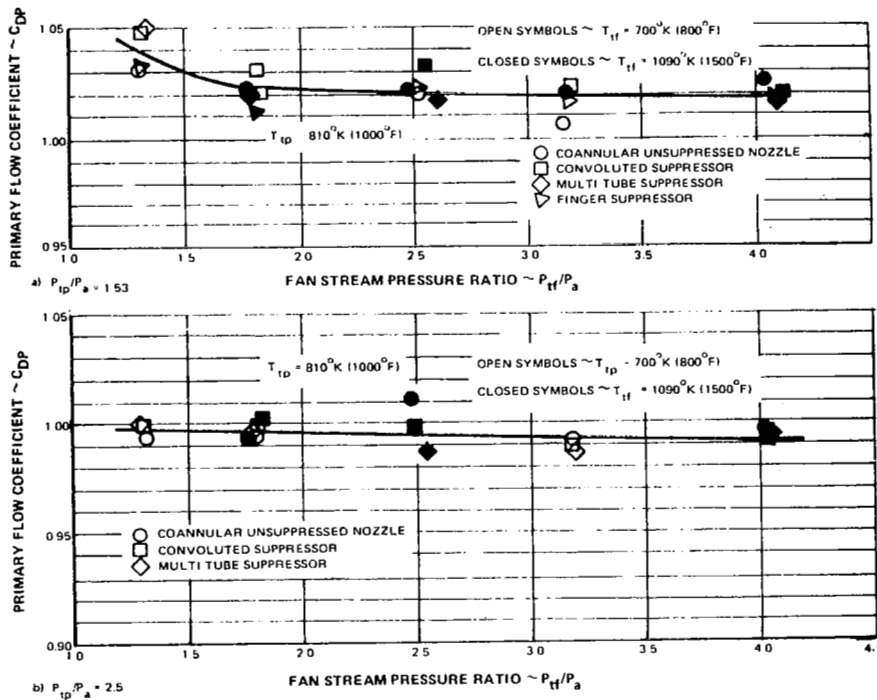 PRIMARY FLOW COEFFICIENT ~ C_DP
1.05
1.00
0.95
OPEN SYMBOLS ~ T_tf = 700°K (800°F)
CLOSED SYMBOLS ~ T_tf = 1090°K (1500°F)
T_tp = 810°K (1000°F)
COANNULAR UNSUPPRESSED NOZZLE
CONVOLUTED SUPPRESSOR
MULTI TUBE SUPPRESSOR
FINGER SUPPRESSOR
1 0 1 5 2 0 2 5 3 0 3 5 4 0
a) P_tp/P_a = 1 53
FAN STREAM PRESSURE RATIO ~ P_tf/P_a
PRIMARY FLOW COEFFICIENT ~ C_DP
1 05
1.00
0.95
0.90
T_tp = 810°K (1000°F)
OPEN SYMBOLS ~ T_tp - 700°K (800°F)
CLOSED SYMBOLS ~ T_tf = 1090°K (1500°F)
COANNULAR UNSUPPRESSED NOZZLE
CONVOLUTED SUPPRESSOR
MULTI TUBE SUPPRESSOR
1 0 1 5 2 0 2 5 3 0 3 5 4 0 4.5
b) P_tp/P_a = 2.5
FAN STREAM PRESSURE RATIO ~ P_tf/P_a